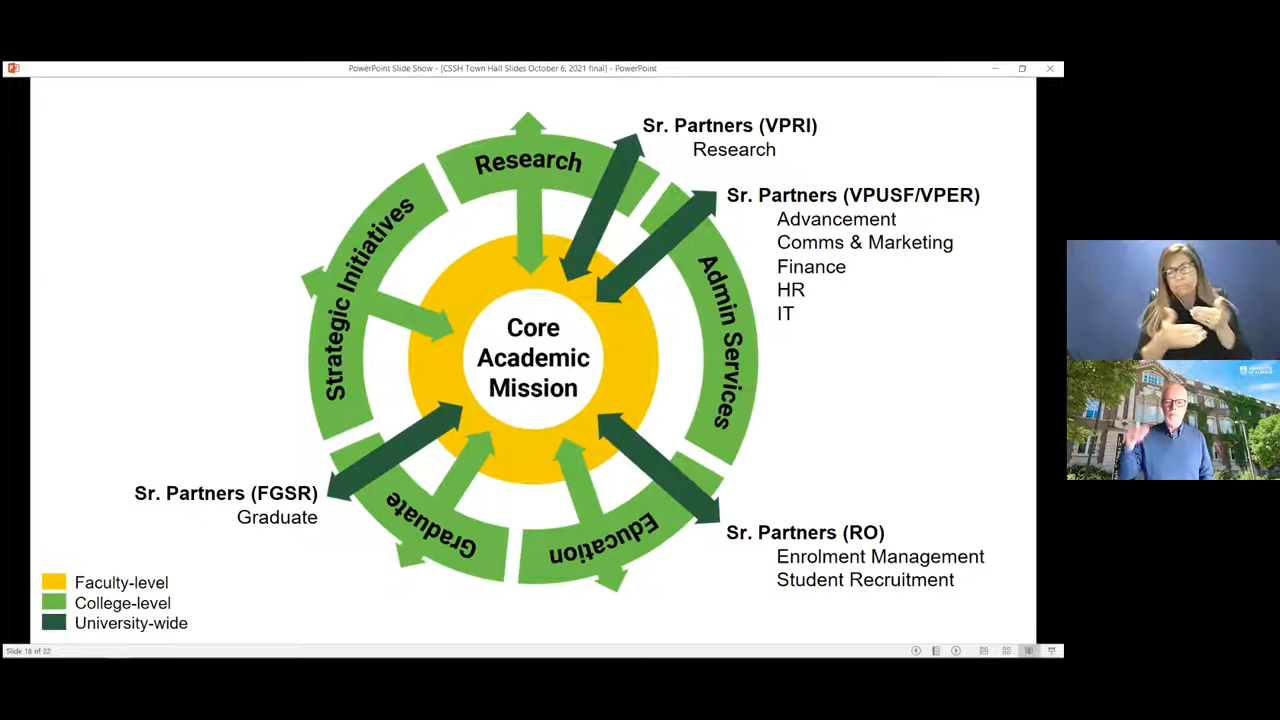 PowerPoint Slide Show - [CSSH Town Hall Slides October 6, 2021 final] - PowerPoint
Sr. Partners (VPRI)
Research
Research
Sr. Partners (VPUSF/VPER)
Advancement
Comms & Marketing
Finance
HR
IT
Strategic Initiatives
Admin Services
Core
Academic
Mission
Sr. Partners (FGSR)
Graduate
Graduate
Education
Sr. Partners (RO)
Enrolment Management
Student Recruitment
Faculty-level
College-level
University-wide
Slide 18 of 22
UNIVERSITY
OF ALBERTA